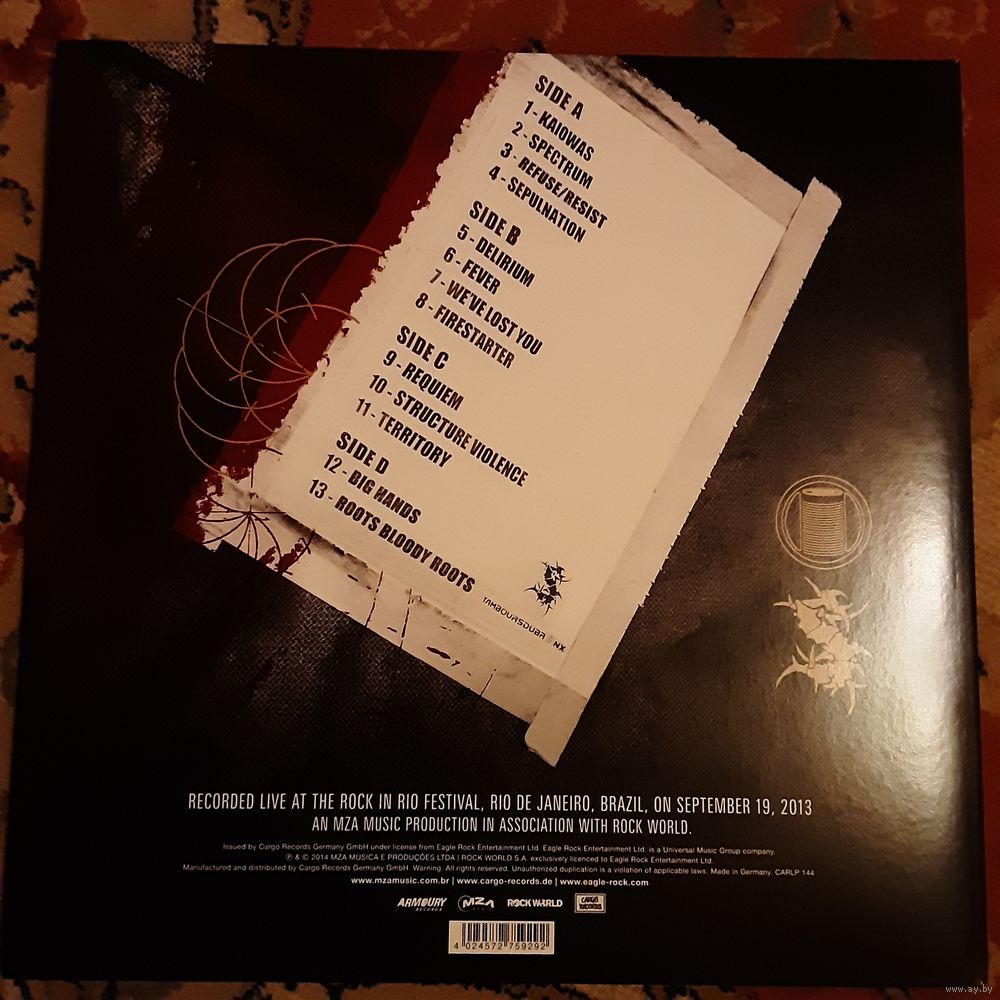 SIDE A
1 - KAIOWAS
2 - SPECTRUM
3 - REFUSE/RESIST
4 - SEPULNATION
SIDE B
5 - DELIRIUM
6 - FEVER
7 - WE'VE LOST YOU
8 - FIRESTARTER
SIDE C
9 - REQUIEM
10 - STRUCTURE VIOLENCE
11 - TERRITORY
SIDE D
12 - BIG HANDS
13 - ROOTS BLOODY ROOTS
RECORDED LIVE AT THE ROCK IN RIO FESTIVAL, RIO DE JANEIRO, BRAZIL, ON SEPTEMBER 19, 2013
AN MZA MUSIC PRODUCTION IN ASSOCIATION WITH ROCK WORLD.
Issued by Cargo Records Germany GmbH under license from Eagle Rock Entertainment Ltd. Eagle Rock Entertainment Ltd. is a Universal Music Group company.
℗ & © 2014 MZA MUSICA E PRODUÇÕES LTDA | ROCK WORLD S.A. exclusively licenced to Eagle Rock Entertainment Ltd.
Manufactured and distributed by Cargo Records Germany GmbH. Warning: All rights reserved. Unauthorized duplication is a violation of applicable laws. Made in Germany. CARLP 144
www.mzamusic.com.br | www.cargo-records.de | www.eagle-rock.com
ARMOURY RECORDS MZA ROCK WORLD CARGO RECORDS
4 024572 759292
www.ay.by